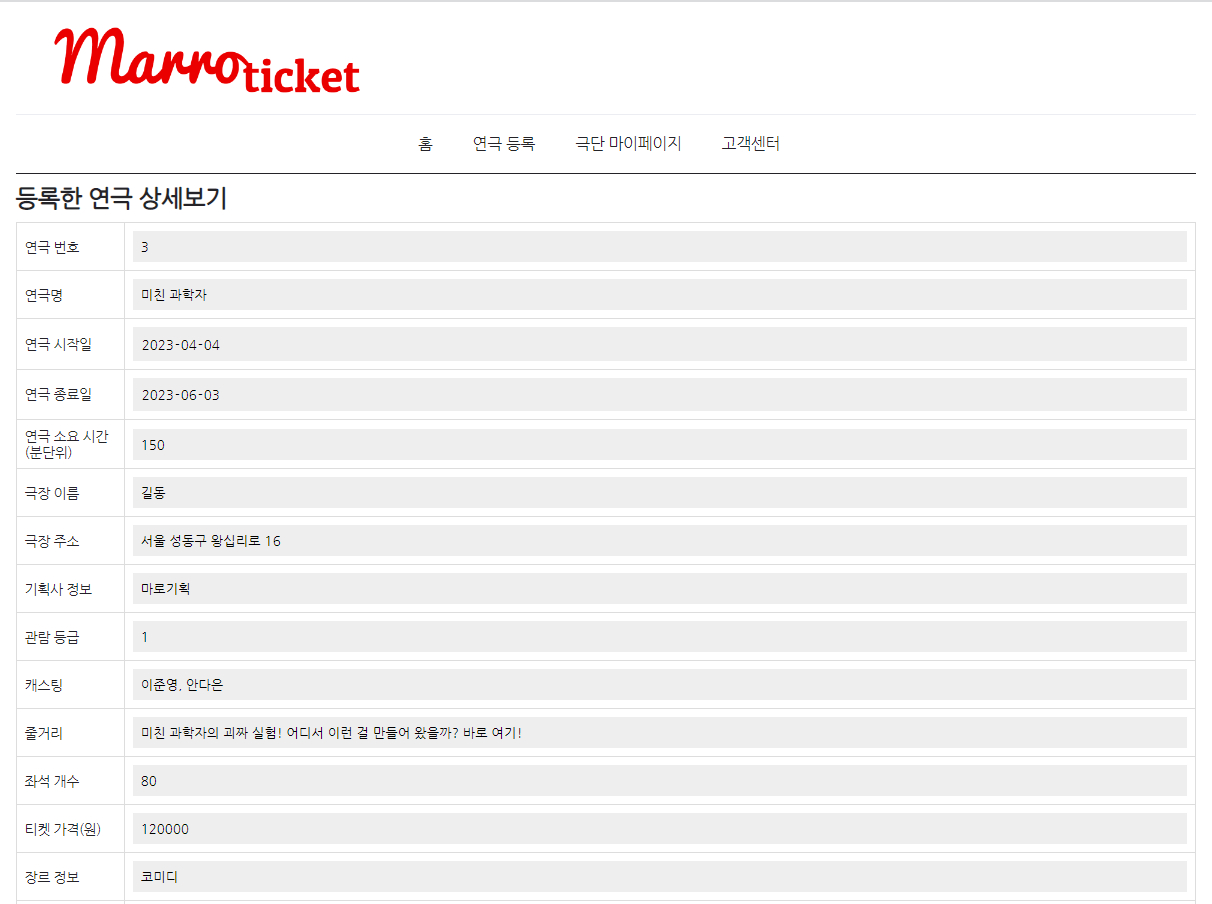 Marroticket
홈 연극 등록 극단 마이페이지 고객센터
등록한 연극 상세보기
연극 번호 3
연극명 미친 과학자
연극 시작일 2023-04-04
연극 종료일 2023-06-03
연극 소요 시간
(분단위) 150
극장 이름 길동
극장 주소 서울 성동구 왕십리로 16
기획사 정보 마로기획
관람 등급 1
캐스팅 이준영, 안다은
줄거리 미친 과학자의 괴짜 실험! 어디서 이런 걸 만들어 왔을까? 바로 여기!
좌석 개수 80
티켓 가격(원) 120000
장르 정보 코미디